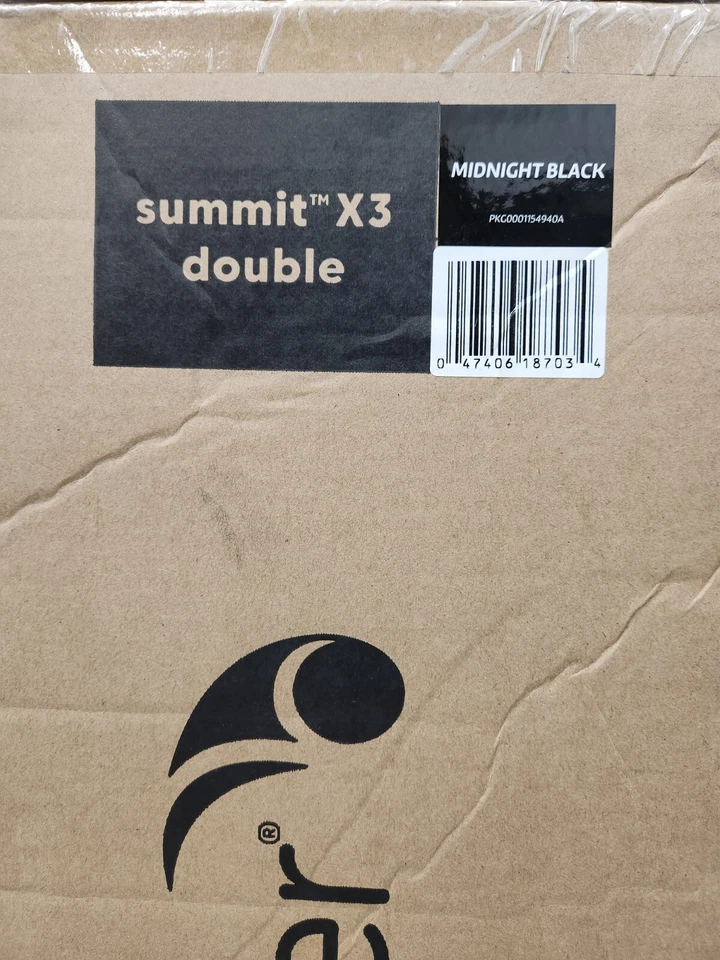 summit™ X3
double
MIDNIGHT BLACK
PKG0001154940A
0 47406 18703 4
er®